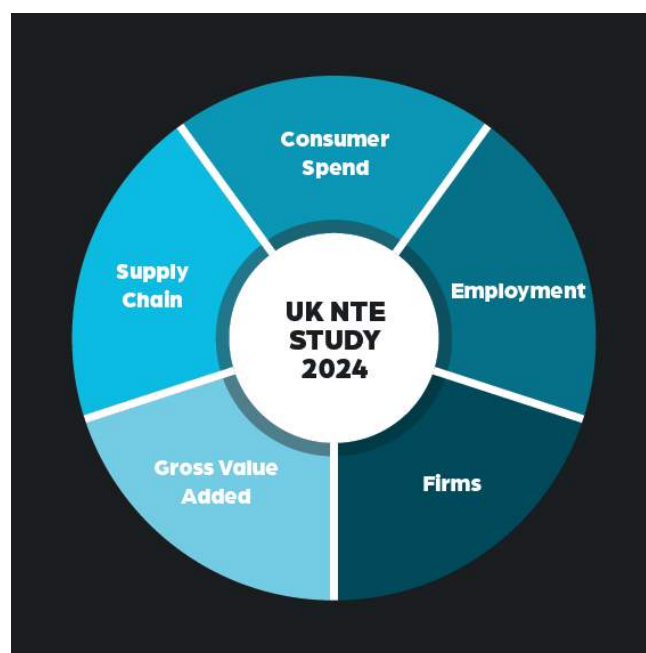 Consumer
Spend
Employment
Firms
Gross Value
Added
Supply
Chain
UK NTE
STUDY
2024